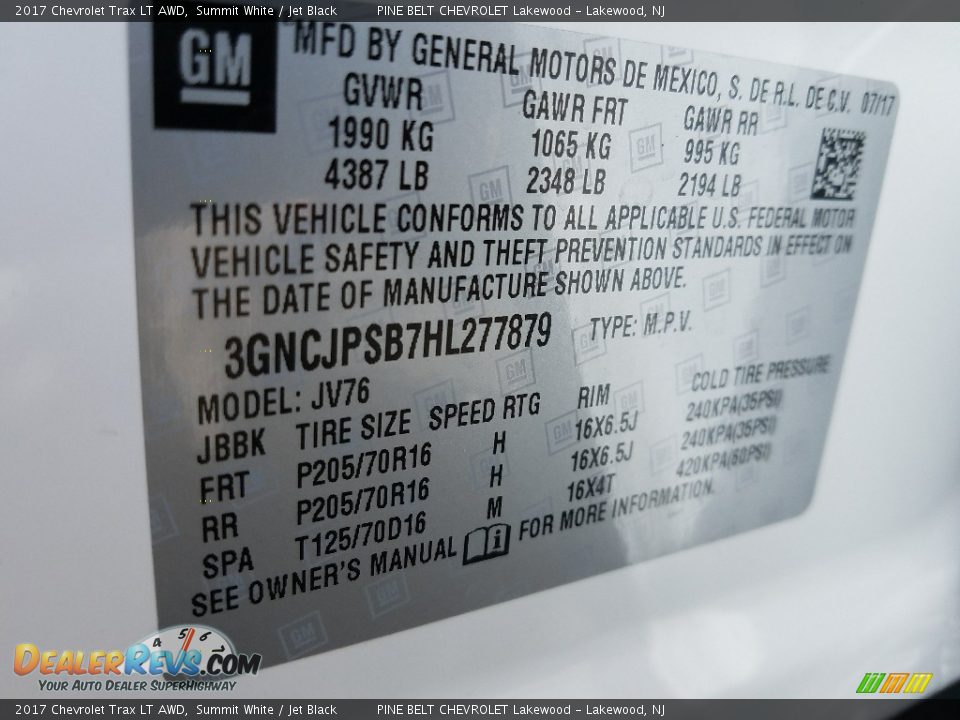 2017 Chevrolet Trax LT AWD, Summit White / Jet Black PINE BELT CHEVROLET Lakewood - Lakewood, NJ
GM
MFD BY GENERAL MOTORS DE MEXICO, S. DE R.L. DE C.V. 07/17
GVWR GAWR FRT GAWR RR
1990 KG 1065 KG 995 KG
4387 LB 2348 LB 2194 LB
THIS VEHICLE CONFORMS TO ALL APPLICABLE U.S. FEDERAL MOTOR
VEHICLE SAFETY AND THEFT PREVENTION STANDARDS IN EFFECT ON
THE DATE OF MANUFACTURE SHOWN ABOVE.
3GNCJPSB7HL277879 TYPE: M.P.V.
MODEL: JV76
JBBK TIRE SIZE SPEED RTG RIM COLD TIRE PRESSURE
FRT P205/70R16 H 16X6.5J 240KPA(35PSI)
RR P205/70R16 H 16X6.5J 240KPA(35PSI)
SPA T125/70D16 M 16X4T 420KPA(60PSI)
SEE OWNER'S MANUAL FOR MORE INFORMATION.
4 5 6
DEALERREVS.COM
YOUR AUTO DEALER SUPERHIGHWAY
2017 Chevrolet Trax LT AWD, Summit White / Jet Black PINE BELT CHEVROLET Lakewood - Lakewood, NJ